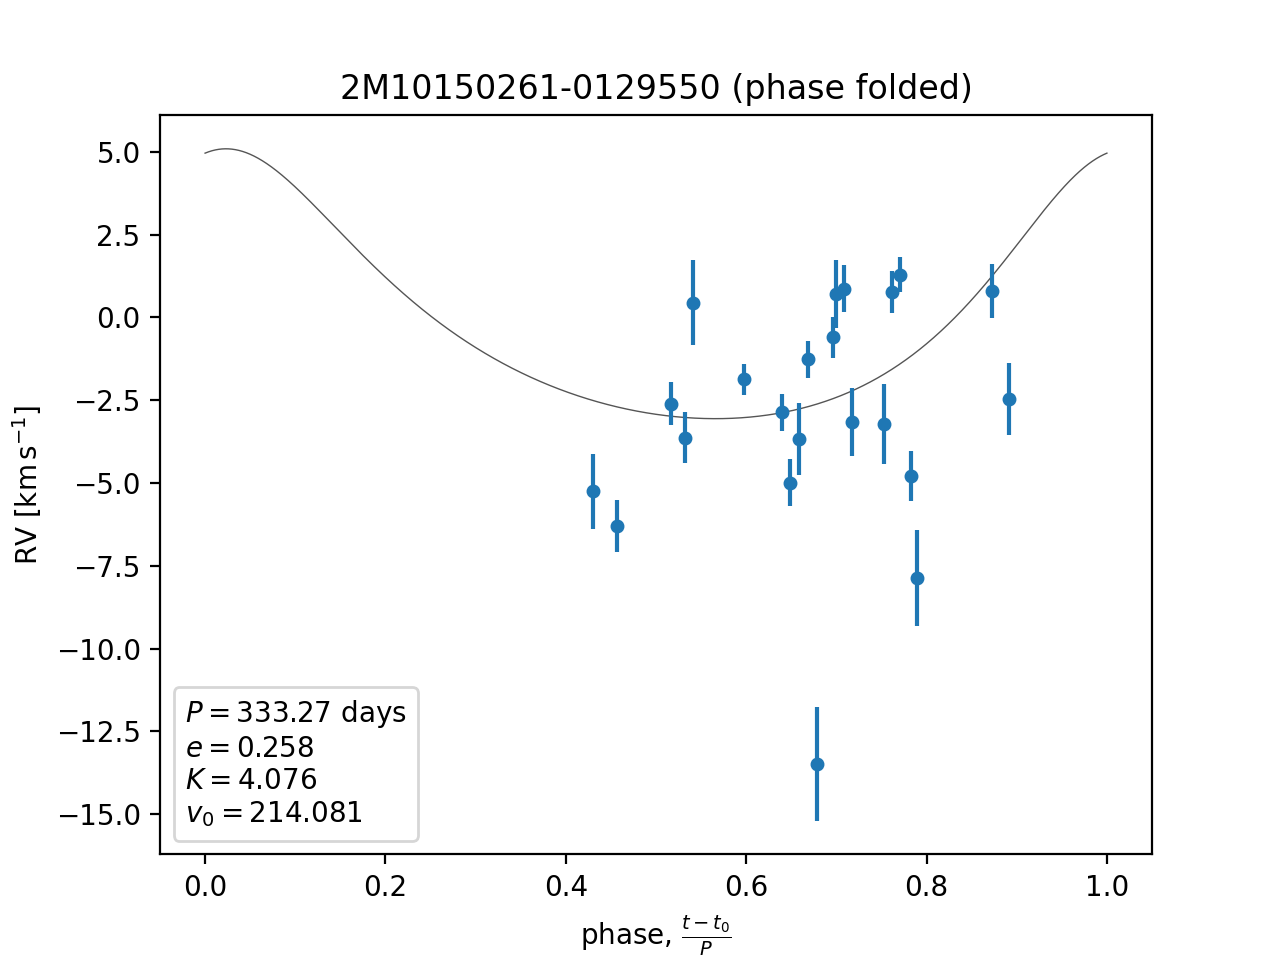 2M10150261-0129550 (phase folded)
5.0
2.5
0.0
−2.5
−5.0
−7.5
−10.0
−12.5
−15.0
RV [km s⁻¹]
P = 333.27 days
e = 0.258
K = 4.076
v₀ = 214.081
0.0 0.2 0.4 0.6 0.8 1.0
phase, (t − t₀)/P